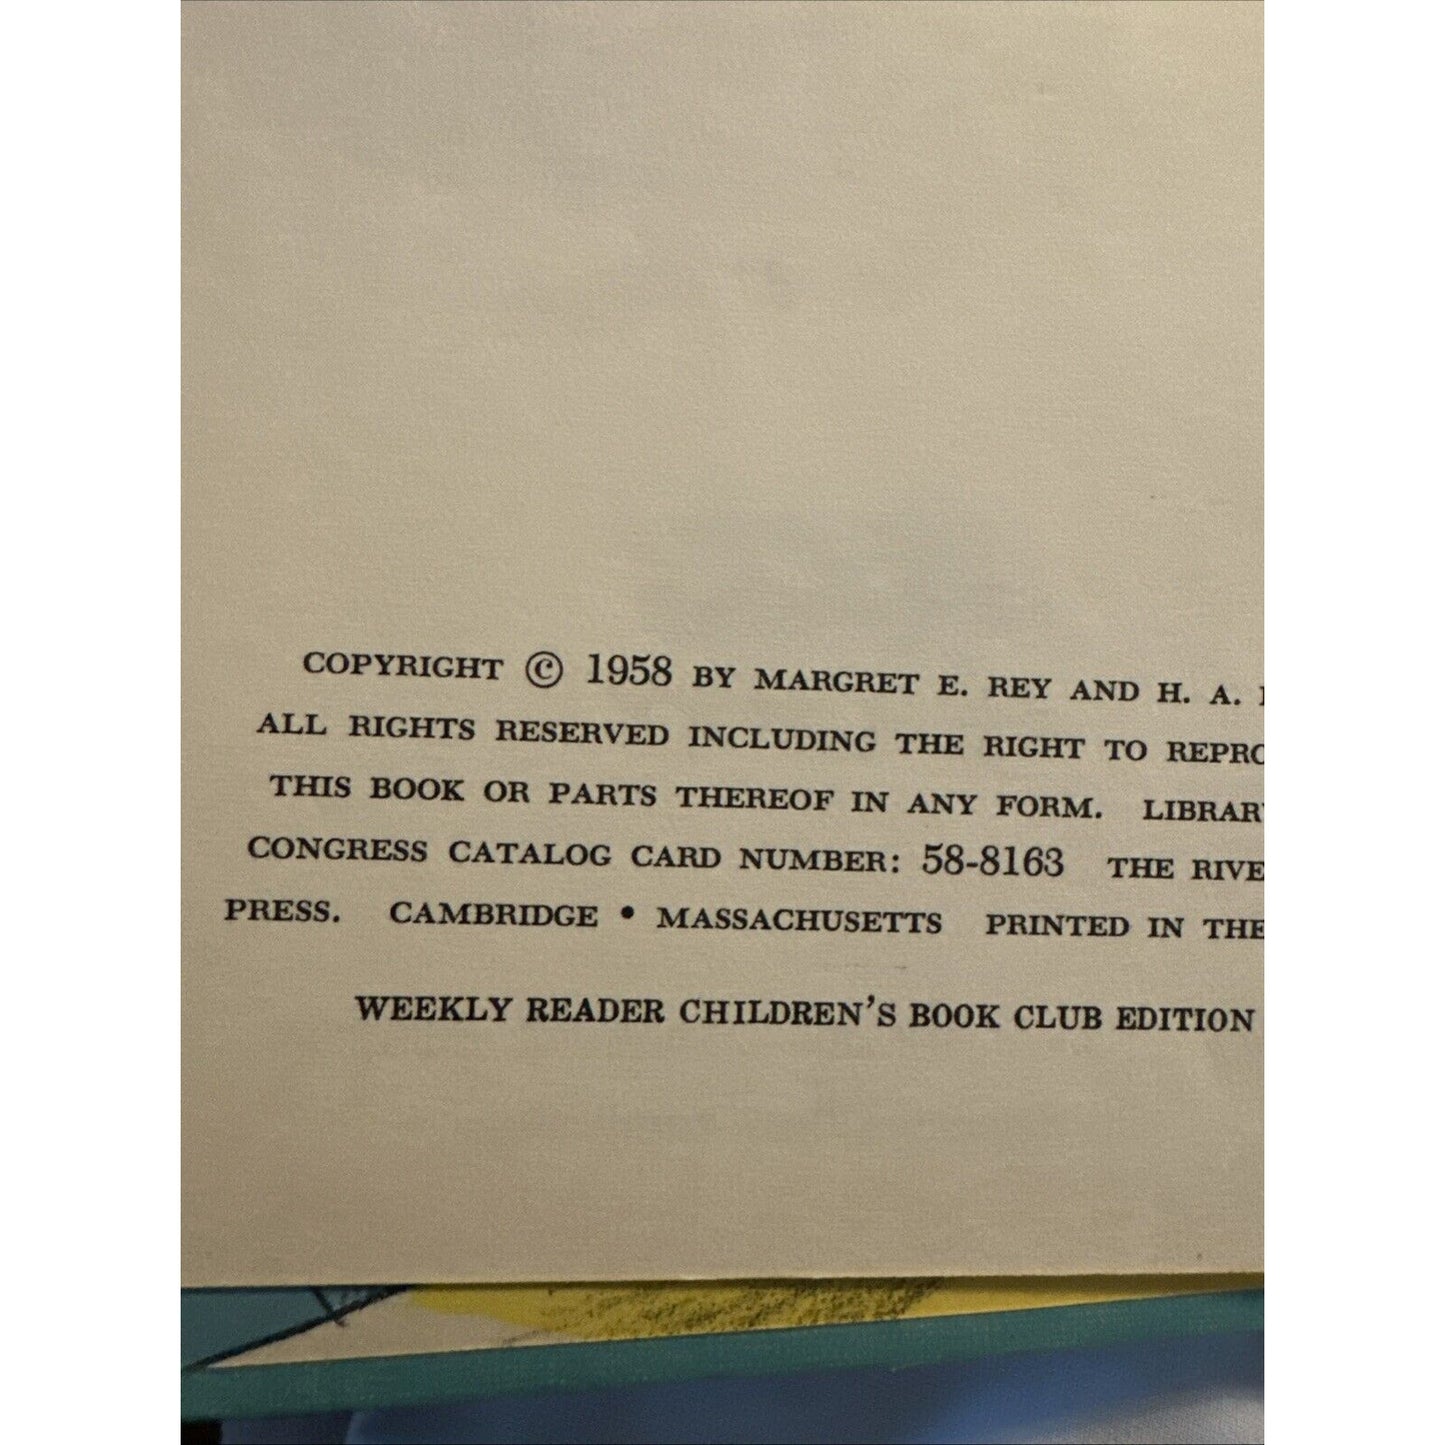 COPYRIGHT © 1958 BY MARGRET E. REY AND H. A.
ALL RIGHTS RESERVED INCLUDING THE RIGHT TO REPRO
THIS BOOK OR PARTS THEREOF IN ANY FORM. LIBRAR
CONGRESS CATALOG CARD NUMBER: 58-8163 THE RIVE
PRESS. CAMBRIDGE • MASSACHUSETTS PRINTED IN THE
WEEKLY READER CHILDREN'S BOOK CLUB EDITION